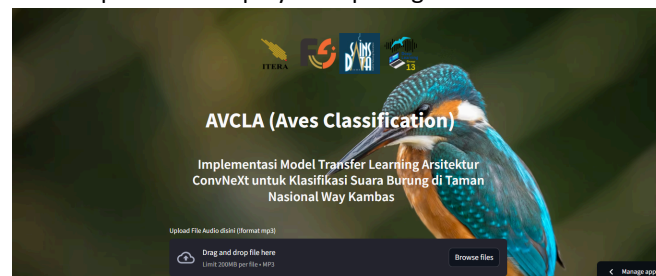 ITERA
SAINS
DATA
13
AVCLA (Aves Classification)
Implementasi Model Transfer Learning Arsitektur
ConvNeXt untuk Klasifikasi Suara Burung di Taman
Nasional Way Kambas
Upload File Audio disini (!format mp3)
Drag and drop file here
Limit 200MB per file • MP3
Browse files
< Manage app